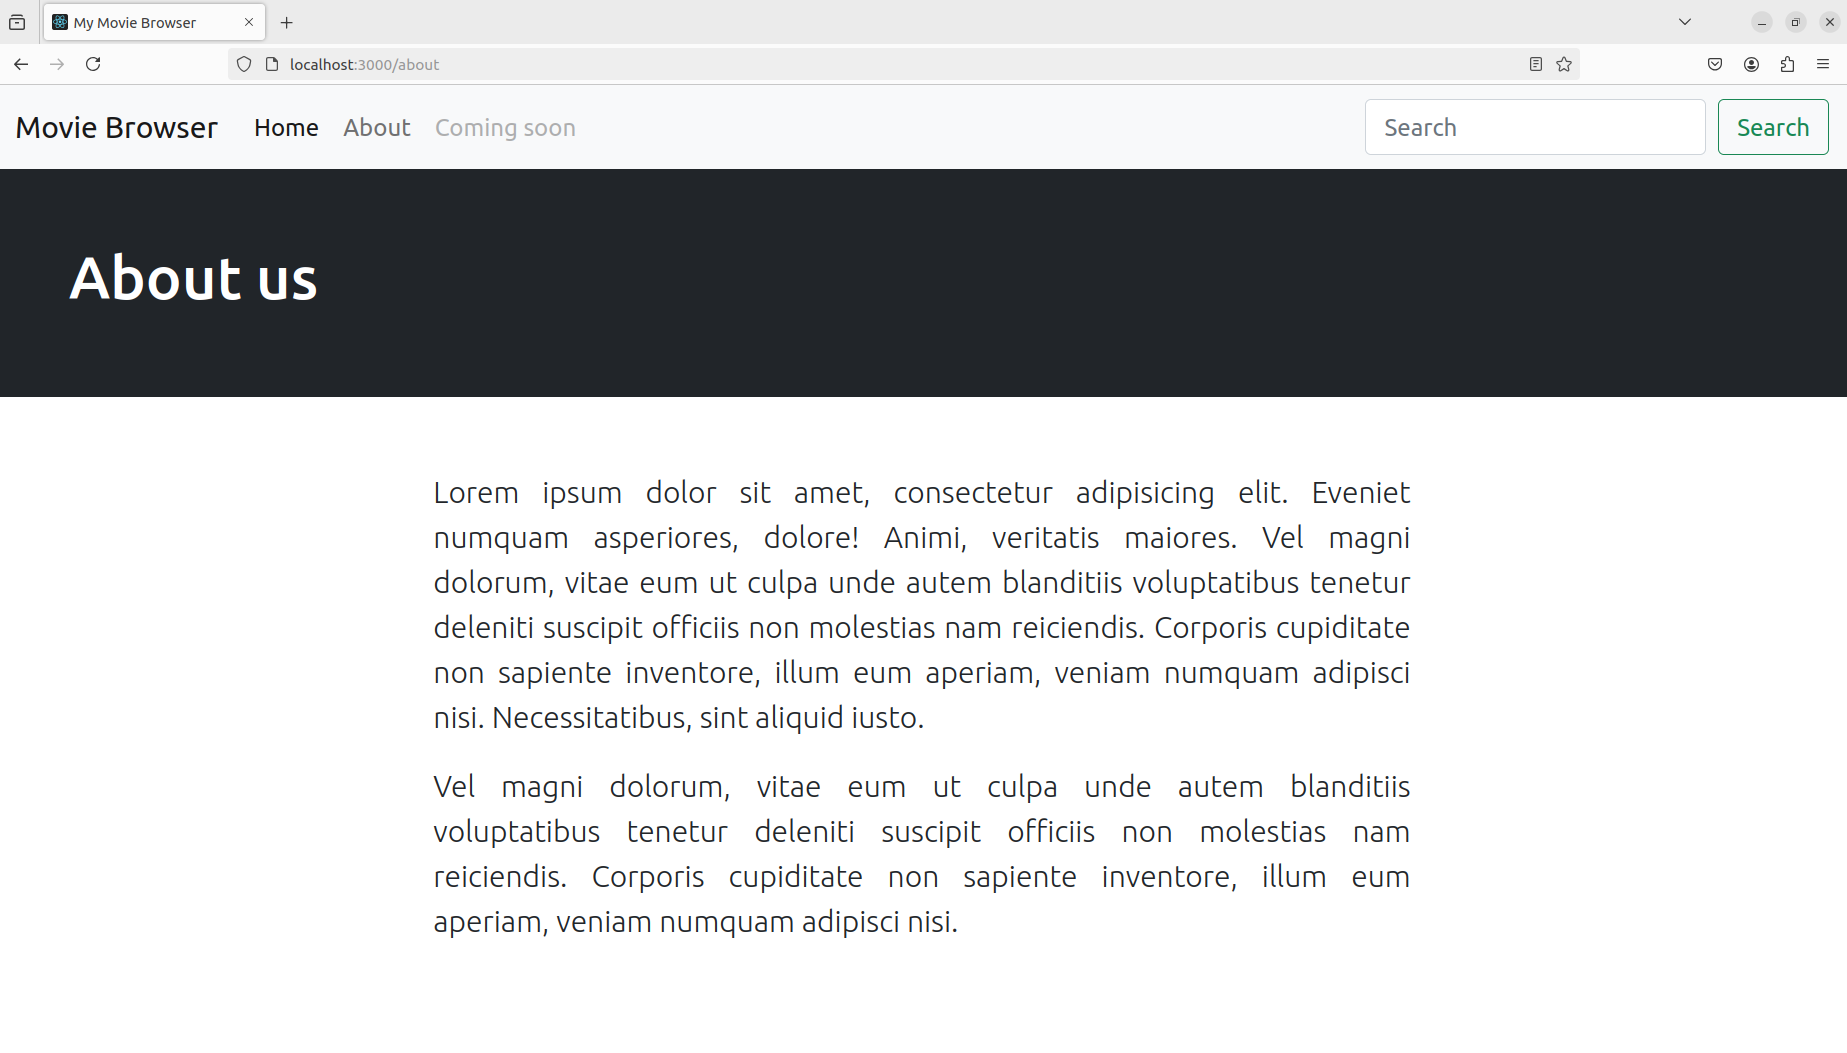 My Movie Browser
localhost:3000/about
Movie Browser Home About Coming soon Search Search
About us
Lorem ipsum dolor sit amet, consectetur adipisicing elit. Eveniet
numquam asperiores, dolore! Animi, veritatis maiores. Vel magni
dolorum, vitae eum ut culpa unde autem blanditiis voluptatibus tenetur
deleniti suscipit officiis non molestias nam reiciendis. Corporis cupiditate
non sapiente inventore, illum eum aperiam, veniam numquam adipisci
nisi. Necessitatibus, sint aliquid iusto.
Vel magni dolorum, vitae eum ut culpa unde autem blanditiis
voluptatibus tenetur deleniti suscipit officiis non molestias nam
reiciendis. Corporis cupiditate non sapiente inventore, illum eum
aperiam, veniam numquam adipisci nisi.